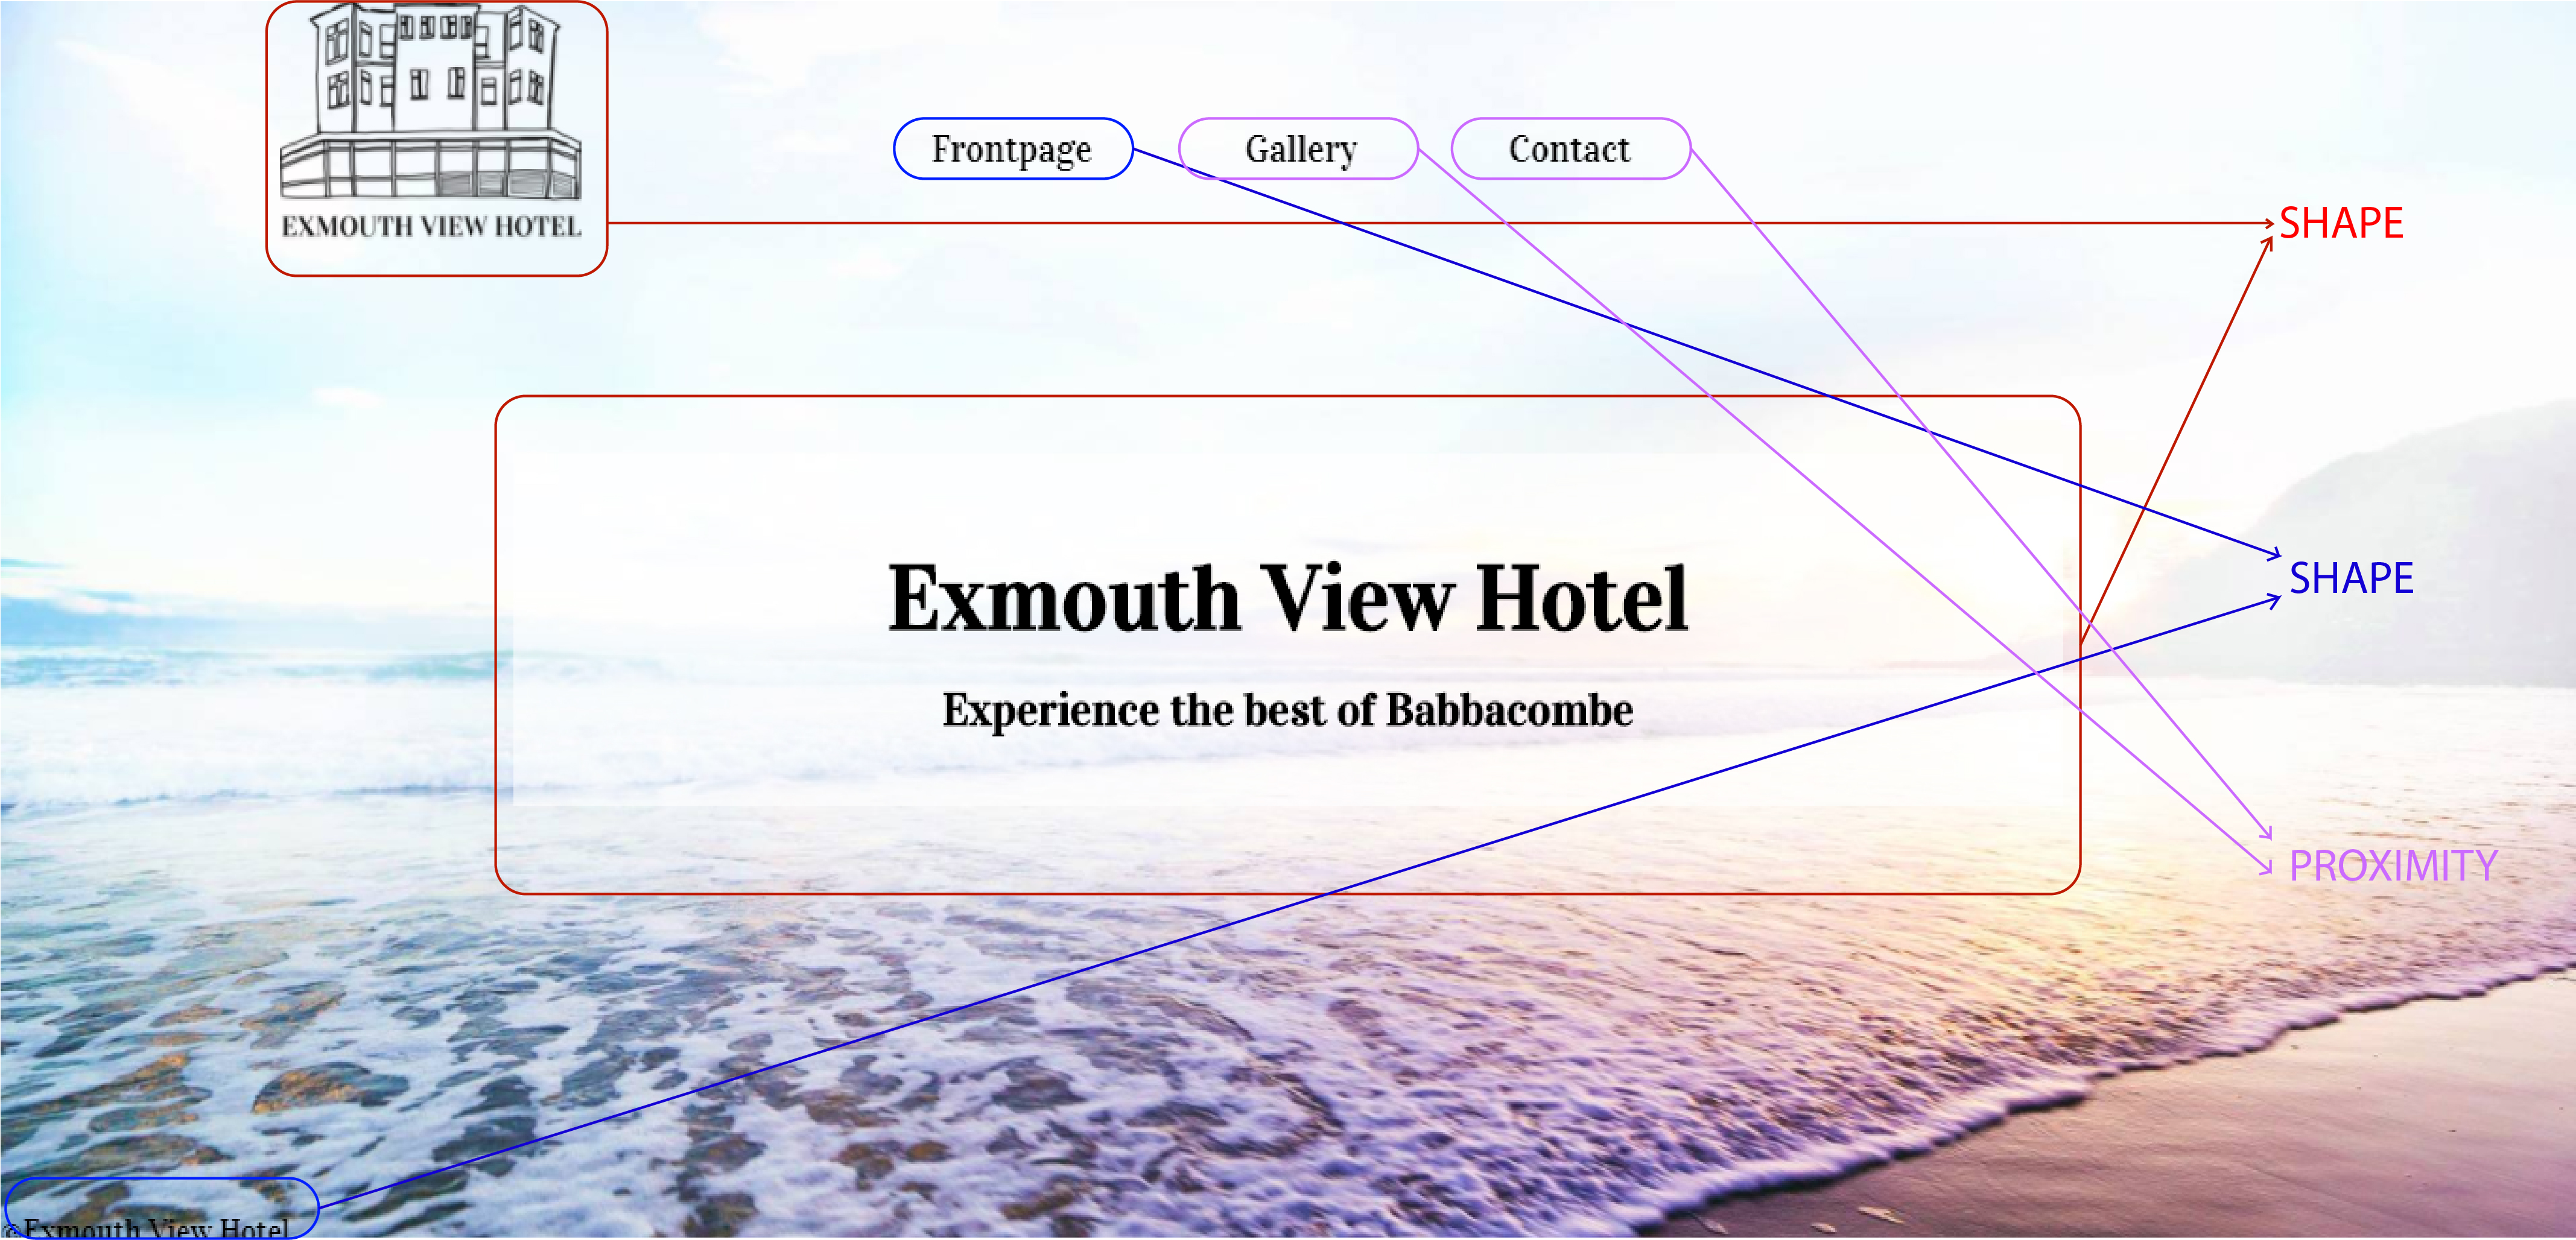 EXMOUTH VIEW HOTEL
Frontpage
Gallery
Contact
SHAPE
Exmouth View Hotel
Experience the best of Babbacombe
SHAPE
PROXIMITY
©Exmouth View Hotel